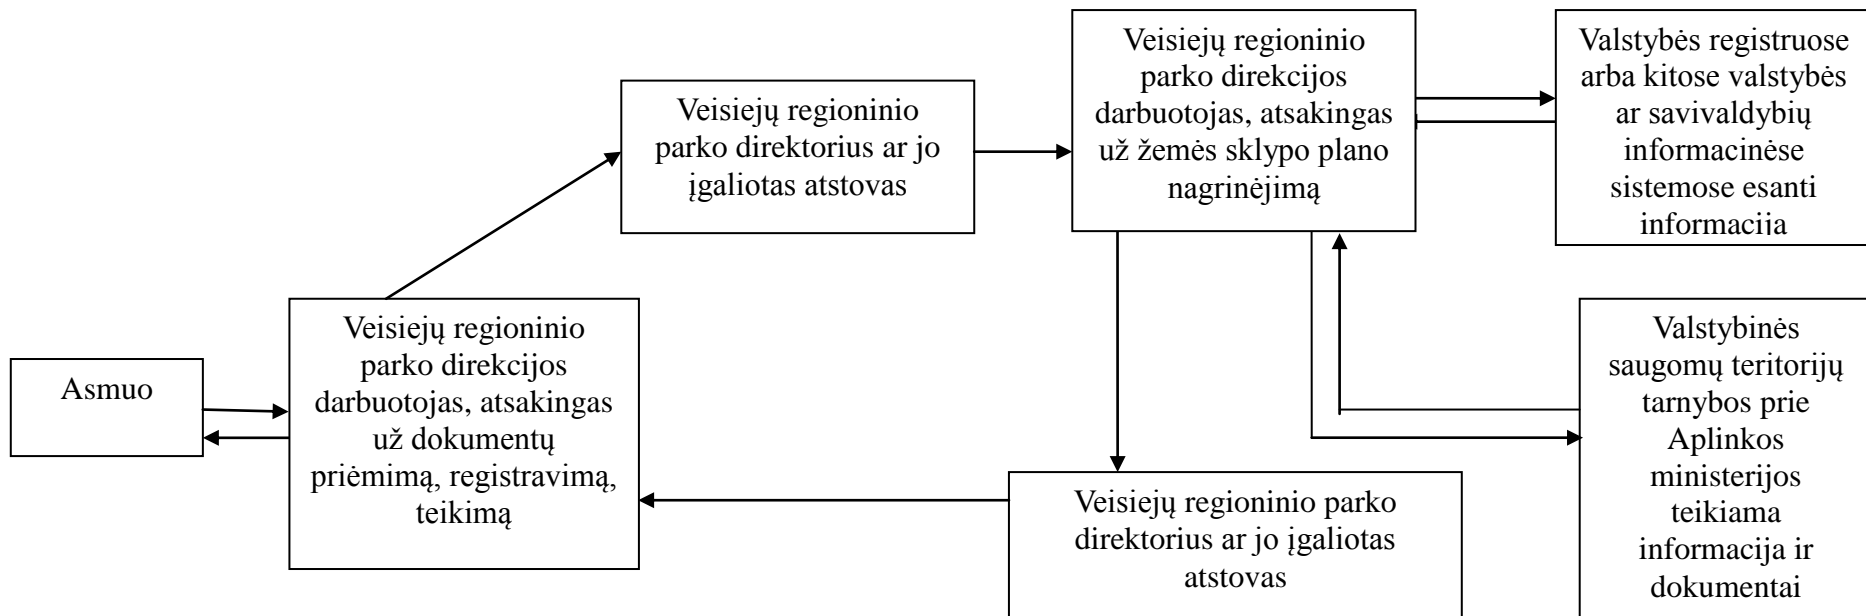 Asmuo
Veisiejų regioninio
parko direkcijos
darbuotojas, atsakingas
už dokumentų
priėmimą, registravimą,
teikimą
Veisiejų regioninio
parko direktorius ar jo
įgaliotas atstovas
Veisiejų regioninio
parko direkcijos
darbuotojas, atsakingas
už žemės sklypo plano
nagrinėjimą
Valstybės registruose
arba kitose valstybės
ar savivaldybių
informacinėse
sistemose esanti
informacija
Valstybinės
saugomų teritorijų
tarnybos prie
Aplinkos
ministerijos
teikiama
informacija ir
dokumentai
Veisiejų regioninio parko
direktorius ar jo įgaliotas
atstovas